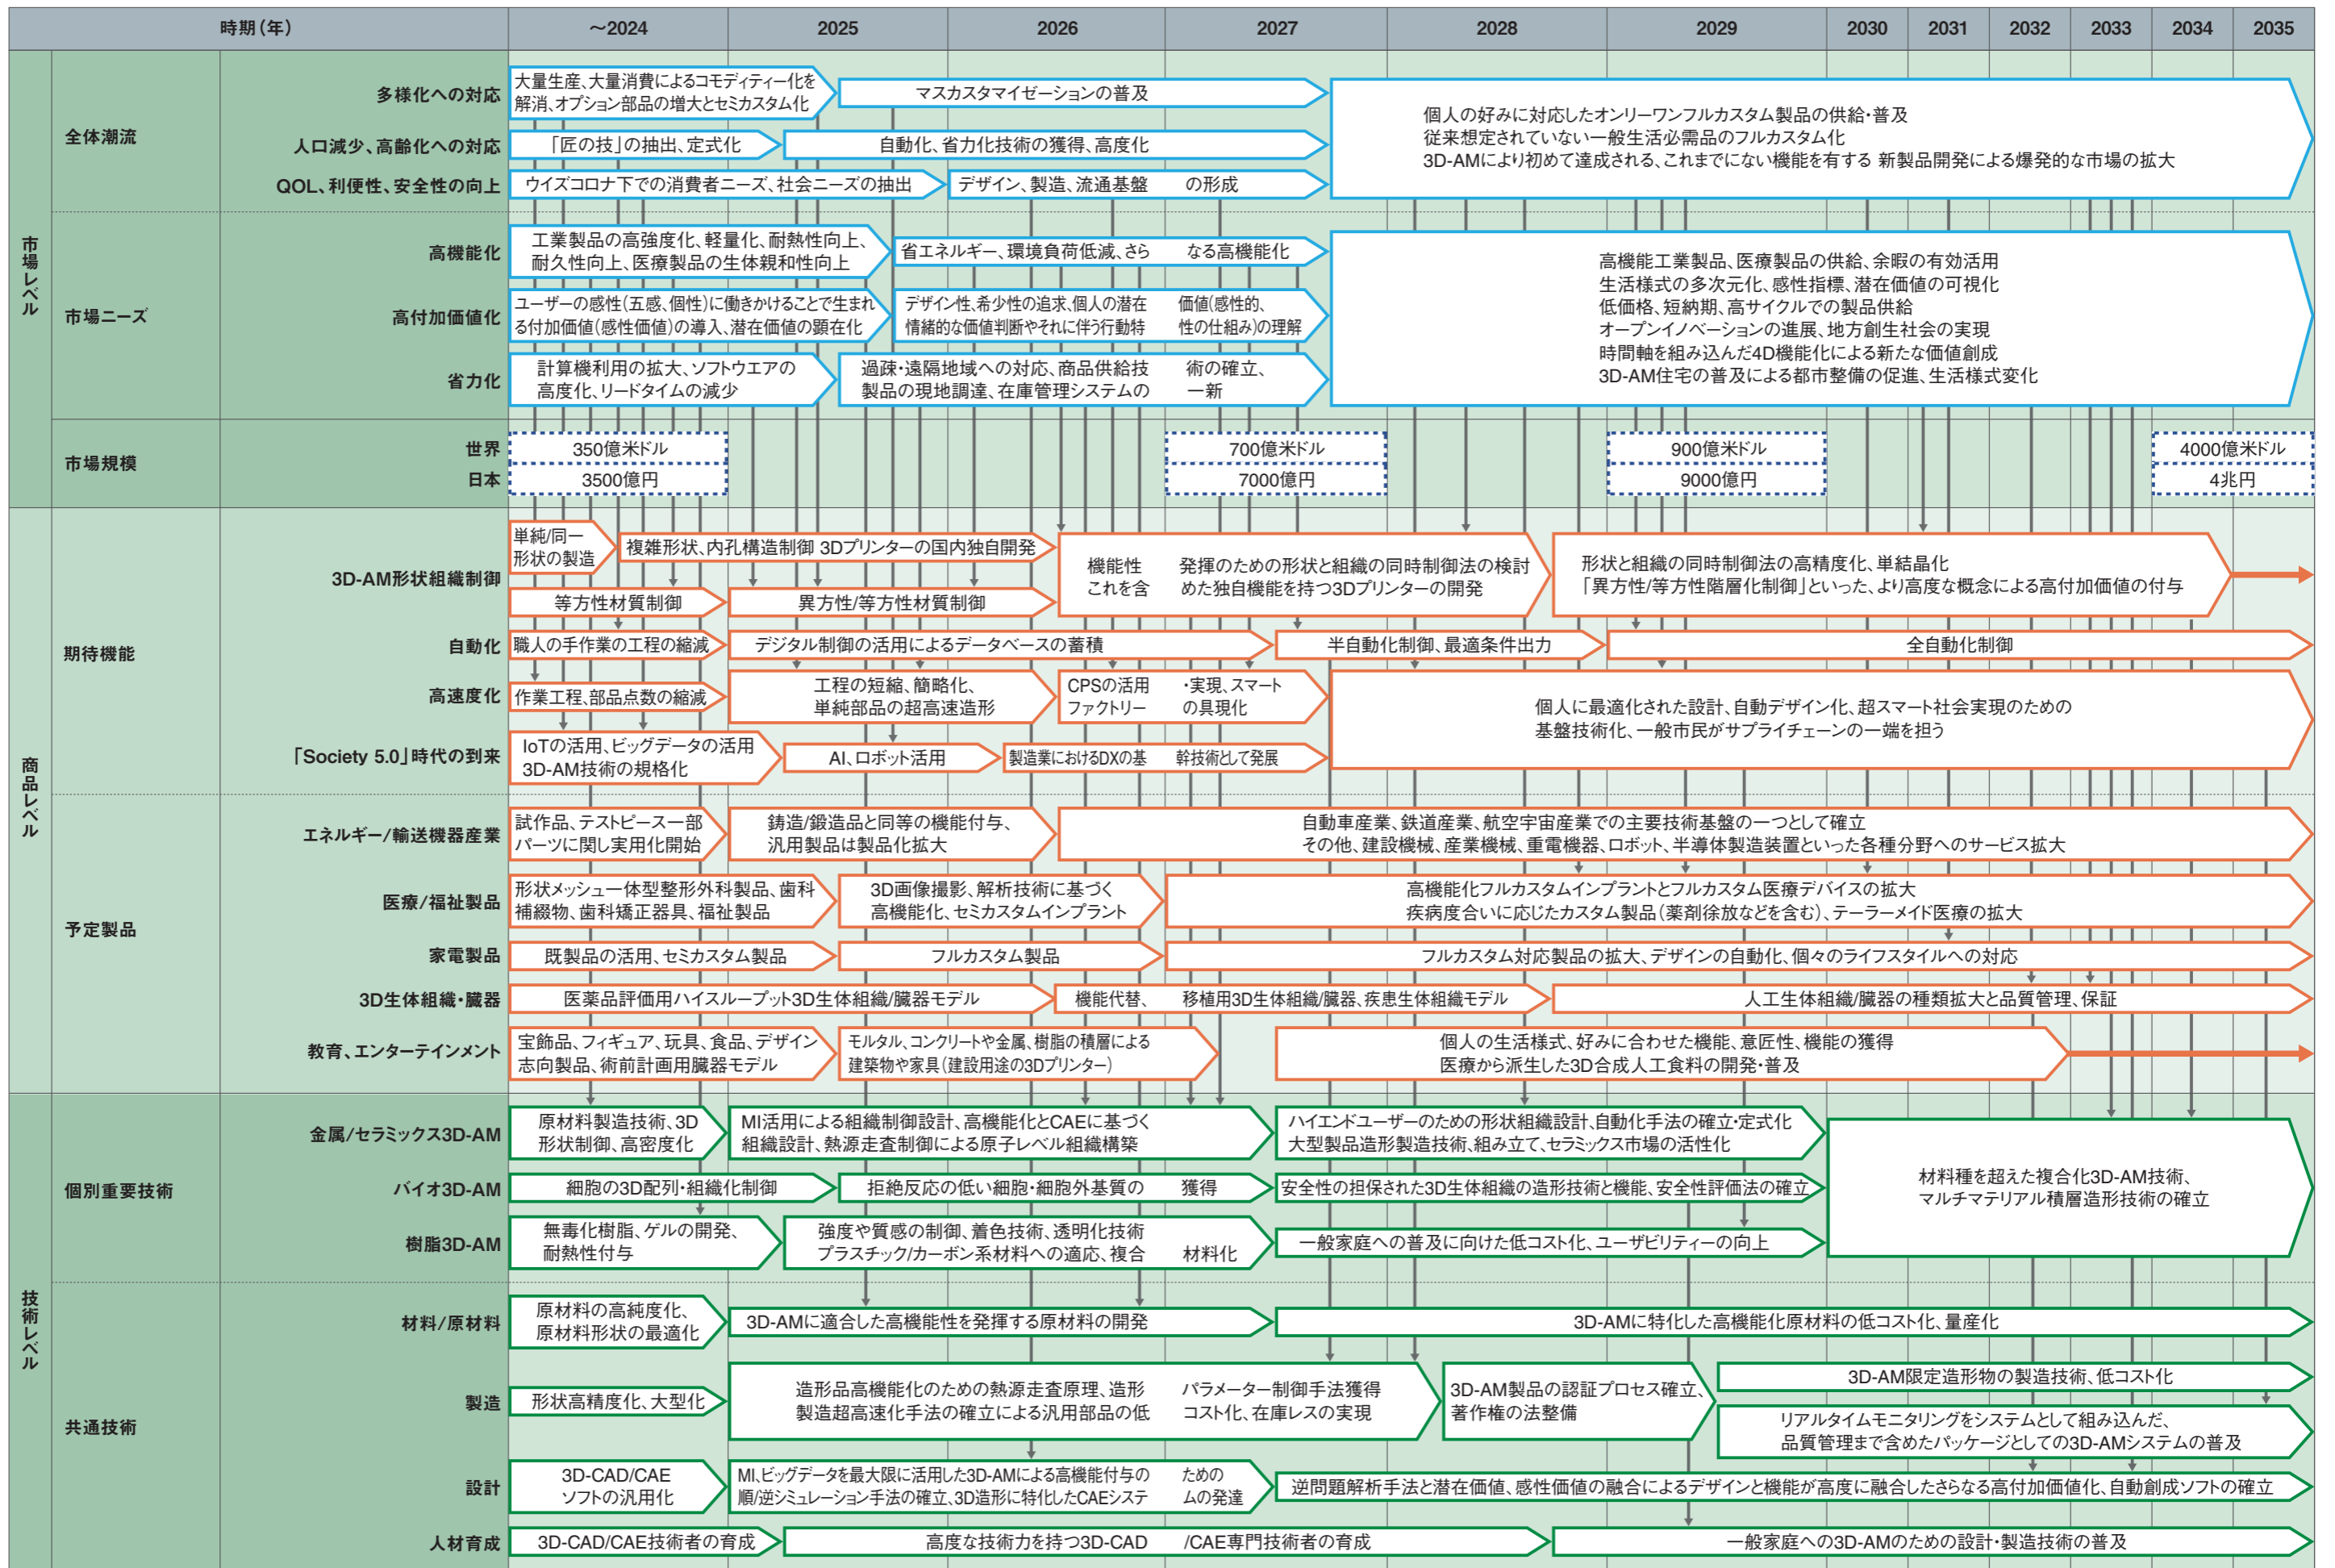 時期（年）
～2024
2025
2026
2027
2028
2029
2030
2031
2032
2033
2034
2035
市場レベル
全体潮流
多様化への対応
大量生産、大量消費によるコモディティー化を
解消、オプション部品の増大とセミカスタム化
マスカスタマイゼーションの普及
人口減少、高齢化への対応
「匠の技」の抽出、定式化
自動化、省力化技術の獲得、高度化
QOL、利便性、安全性の向上
ウイズコロナ下での消費者ニーズ、社会ニーズの抽出
デザイン、製造、流通基盤 の形成
個人の好みに対応したオンリーワンフルカスタム製品の供給・普及
従来想定されていない一般生活必需品のフルカスタム化
3D-AMにより初めて達成される、これまでにない機能を有する 新製品開発による爆発的な市場の拡大
市場ニーズ
高機能化
工業製品の高強度化、軽量化、耐熱性向上、
耐久性向上、医療製品の生体親和性向上
省エネルギー、環境負荷低減、さら なる高機能化
高付加価値化
ユーザーの感性（五感、個性）に働きかけることで生まれ
る付加価値（感性価値）の導入、潜在価値の顕在化
デザイン性、希少性の追求、個人の潜在 価値（感性的、
情緒的な価値判断やそれに伴う行動特 性の仕組み）の理解
省力化
計算機利用の拡大、ソフトウエアの
高度化、リードタイムの減少
過疎・遠隔地域への対応、商品供給技 術の確立、
製品の現地調達、在庫管理システムの 一新
高機能工業製品、医療製品の供給、余暇の有効活用
生活様式の多次元化、感性指標、潜在価値の可視化
低価格、短納期、高サイクルでの製品供給
オープンイノベーションの進展、地方創生社会の実現
時間軸を組み込んだ4D機能化による新たな価値創成
3D-AM住宅の普及による都市整備の促進、生活様式変化
市場規模
世界
350億米ドル
700億米ドル
900億米ドル
4000億米ドル
日本
3500億円
7000億円
9000億円
4兆円
商品レベル
期待機能
3D-AM形状組織制御
単純/同一
形状の製造
複雑形状、内孔構造制御 3Dプリンターの国内独自開発
等方性材質制御
異方性/等方性材質制御
機能性 発揮のための形状と組織の同時制御法の検討
これを含 めた独自機能を持つ3Dプリンターの開発
形状と組織の同時制御法の高精度化、単結晶化
「異方性/等方性階層化制御」といった、より高度な概念による高付加価値の付与
自動化
職人の手作業の工程の縮減
デジタル制御の活用によるデータベースの蓄積
半自動化制御、最適条件出力
全自動化制御
高速度化
作業工程、部品点数の縮減
工程の短縮、簡略化、
単純部品の超高速造形
CPSの活用 ・実現、スマート
ファクトリー の具現化
「Society 5.0」時代の到来
IoTの活用、ビッグデータの活用
3D-AM技術の規格化
AI、ロボット活用
製造業におけるDXの基 幹技術として発展
個人に最適化された設計、自動デザイン化、超スマート社会実現のための
基盤技術化、一般市民がサプライチェーンの一端を担う
予定製品
エネルギー/輸送機器産業
試作品、テストピース一部
パーツに関し実用化開始
鋳造/鍛造品と同等の機能付与、
汎用製品は製品化拡大
自動車産業、鉄道産業、航空宇宙産業での主要技術基盤の一つとして確立
その他、建設機械、産業機械、重電機器、ロボット、半導体製造装置といった各種分野へのサービス拡大
医療/福祉製品
形状メッシュ一体型整形外科製品、歯科
補綴物、歯科矯正器具、福祉製品
3D画像撮影、解析技術に基づく
高機能化、セミカスタムインプラント
高機能化フルカスタムインプラントとフルカスタム医療デバイスの拡大
疾病度合いに応じたカスタム製品（薬剤徐放などを含む）、テーラーメイド医療の拡大
家電製品
既製品の活用、セミカスタム製品
フルカスタム製品
フルカスタム対応製品の拡大、デザインの自動化、個々のライフスタイルへの対応
3D生体組織・臓器
医薬品評価用ハイスループット3D生体組織/臓器モデル
機能代替、 移植用3D生体組織/臓器、疾患生体組織モデル
人工生体組織/臓器の種類拡大と品質管理、保証
教育、エンターテインメント
宝飾品、フィギュア、玩具、食品、デザイン
志向製品、術前計画用臓器モデル
モルタル、コンクリートや金属、樹脂の積層による
建築物や家具（建設用途の3Dプリンター）
個人の生活様式、好みに合わせた機能、意匠性、機能の獲得
医療から派生した3D合成人工食料の開発・普及
技術レベル
個別重要技術
金属/セラミックス3D-AM
原材料製造技術、3D
形状制御、高密度化
MI活用による組織制御設計、高機能化とCAEに基づく
組織設計、熱源走査制御による原子レベル組織構築
ハイエンドユーザーのための形状組織設計、自動化手法の確立・定式化
大型製品造形製造技術、組み立て、セラミックス市場の活性化
バイオ3D-AM
細胞の3D配列・組織化制御
拒絶反応の低い細胞・細胞外基質の 獲得
安全性の担保された3D生体組織の造形技術と機能、安全性評価法の確立
樹脂3D-AM
無毒化樹脂、ゲルの開発、
耐熱性付与
強度や質感の制御、着色技術、透明化技術
プラスチック/カーボン系材料への適応、複合 材料化
一般家庭への普及に向けた低コスト化、ユーザビリティーの向上
材料種を超えた複合化3D-AM技術、
マルチマテリアル積層造形技術の確立
共通技術
材料/原材料
原材料の高純度化、
原材料形状の最適化
3D-AMに適合した高機能性を発揮する原材料の開発
3D-AMに特化した高機能化原材料の低コスト化、量産化
製造
形状高精度化、大型化
造形品高機能化のための熱源走査原理、造形 パラメーター制御手法獲得
製造超高速化手法の確立による汎用部品の低 コスト化、在庫レスの実現
3D-AM製品の認証プロセス確立、
著作権の法整備
3D-AM限定造形物の製造技術、低コスト化
リアルタイムモニタリングをシステムとして組み込んだ、
品質管理まで含めたパッケージとしての3D-AMシステムの普及
設計
3D-CAD/CAE
ソフトの汎用化
MI、ビッグデータを最大限に活用した3D-AMによる高機能付与の ための
順/逆シミュレーション手法の確立、3D造形に特化したCAEシステ ムの発達
逆問題解析手法と潜在価値、感性価値の融合によるデザインと機能が高度に融合したさらなる高付加価値化、自動創成ソフトの確立
人材育成
3D-CAD/CAE技術者の育成
高度な技術力を持つ3D-CAD /CAE専門技術者の育成
一般家庭への3D-AMのための設計・製造技術の普及